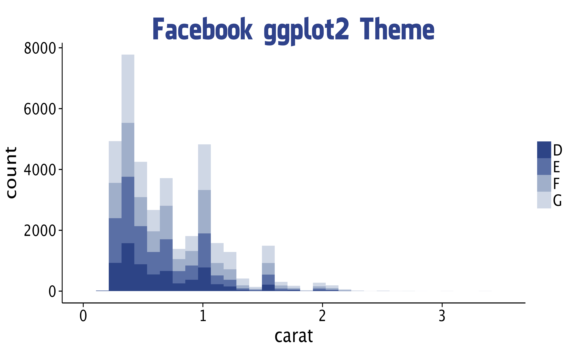 Facebook ggplot2 Theme
8000
6000
4000
2000
0
count
0 1 2 3
carat
D
E
F
G